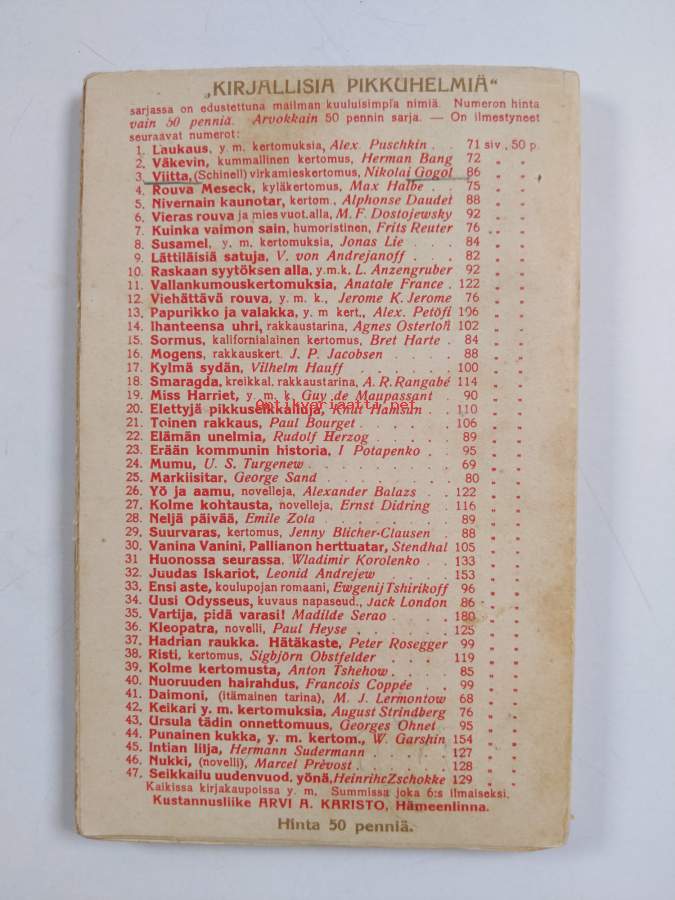 „KIRJALLISIA PIKKUHELMIÄ“
sarjassa on edustettuna mailman kuuluisimpia nimiä. Numeron hinta
vain 50 penniä. Arvokkain 50 pennin sarja. — On ilmestyneet
seuraavat numerot:
1. Laukaus, y. m. kertomuksia, Alex. Puschkin . . 71 siv., 50 p.
2. Väkevin, kummallinen kertomus, Herman Bang 72 „ „
3. Viitta, (Schinell) virkamieskertomus, Nikolai Gogol 86 „ „
4. Rouva Meseck, kyläkertomus, Max Halbe . 75 „ „
5. Nivernain kaunotar, kertom., Alphonse Daudet 88 „ „
6. Vieras rouva ja mies vuot. alla, M. F. Dostojewsky 92 „ „
7. Kuinka vaimon sain, humoristinen, Frits Reuter 76 „ „
8. Susamel, y. m, kertomuksia, Jonas Lie . . 84 „ „
9. Lättiläisiä satuja, V. von Andrejanoff . . 82 „ „
10. Raskaan syytöksen alla, y.m.k, L. Anzengruber 92 „ „
11. Vallankumouskertomuksia, Anatole France . 122 „ „
12. Viehättävä rouva, y. m. k., Jerome K. Jerome 76 „ „
13. Papurikko ja valakka, y. m kert., Alex. Petöfi 106 „ „
14. Ihanteensa uhri, rakkaustarina, Agnes Osterloh 102 „ „
15. Sormus, kalifornialainen kertomus, Bret Harte . 84 „ „
16. Mogens, rakkauskert. J. P. Jacobsen . . . 88 „ „
17. Kylmä sydän, Vilhelm Hauff . . . . 100 „ „
18. Smaragda, kreikkal. rakkaustarina, A. R. Rangabé 114 „ „
19. Miss Harriet, y. m. k. Guy de Maupassant 90 „ „
antikvariaatti.net
20. Elettyjä pikkuseikkailuja, Knut Hamsun . 110 „ „
21. Toinen rakkaus, Paul Bourget . . . . 106 „ „
22. Elämän unelmia, Rudolf Herzog . . . 89 „ „
23. Erään kommunin historia, I Potapenko . . 95 „ „
24. Mumu, U. S. Turgenew . . . . . 69 „ „
25. Markiisitar, George Sand . . . . 80 „ „
26. Yö ja aamu, novelleja, Alexander Balazs . . 122 „ „
27. Kolme kohtausta, novelleja, Ernst Didring . 116 „ „
28. Neljä päivää, Emile Zola . . . . . 89 „ „
29. Suurvaras, kertomus, Jenny Blicher-Clausen . 88 „ „
30. Vanina Vanini, Pallianon herttuatar, Stendhal 105 „ „
31 Huonossa seurassa, Wladimir Korolenko . . 133 „ „
32. Juudas Iskariot, Leonid Andrejew . . . 153 „ „
33. Ensi aste, koulupojan romaani, Ewgenij Tshirikoff 96 „ „
34. Uusi Odysseus, kuvaus napaseud., Jack London 86 „ „
35. Vartija, pidä varasi! Madilde Serao . . . 180 „ „
36. Kleopatra, novelli, Paul Heyse . . . . 125 „ „
37. Hadrian raukka. Hätäkaste, Peter Rosegger 99 „ „
38. Risti, kertomus, Sigbjörn Obstfelder . . . 119 „ „
39. Kolme kertomusta, Anton Tshehow . . . 85 „ „
40. Nuoruuden hairahdus, Francois Coppée . . 99 „ „
41. Daimoni, (itämainen tarina), M. J. Lermontow 68 „ „
42. Keikari y. m. kertomuksia, August Strindberg 76 „ „
43. Ursula tädin onnettomuus, Georges Ohnet . 95 „ „
44. Punainen kukka, y. m. kertom., W. Garshin 154 „ „
45. Intian lilja, Hermann Sudermann . . . . 127 „ „
46. Nukki, (novelli), Marcel Prèvost . . . . 128 „ „
47. Seikkailu uudenvuod. yönä, Heinrihc Zschokke 129 „ „
Kaikissa kirjakaupoissa y. m. Summissa joka 6:s ilmaiseksi.
Kustannusliike ARVI A. KARISTO, Hämeenlinna.
Hinta 50 penniä.